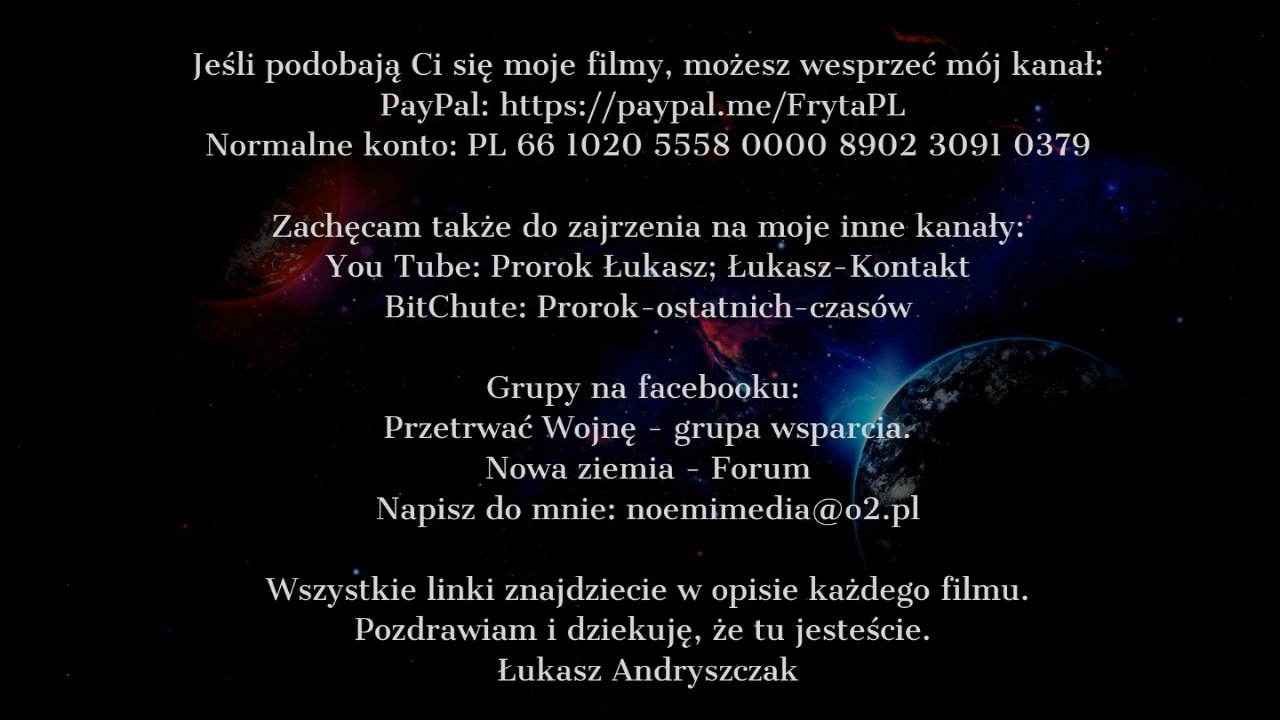 Jeśli podobają Ci się moje filmy, możesz wesprzeć mój kanał:
PayPal: https://paypal.me/FrytaPL
Normalne konto: PL 66 1020 5558 0000 8902 3091 0379
Zachęcam także do zajrzenia na moje inne kanały:
You Tube: Prorok Łukasz; Łukasz-Kontakt
BitChute: Prorok-ostatnich-czasów
Grupy na facebooku:
Przetrwać Wojnę - grupa wsparcia.
Nowa ziemia - Forum
Napisz do mnie: noemimedia@o2.pl
Wszystkie linki znajdziecie w opisie każdego filmu.
Pozdrawiam i dziekuję, że tu jesteście.
Łukasz Andryszczak